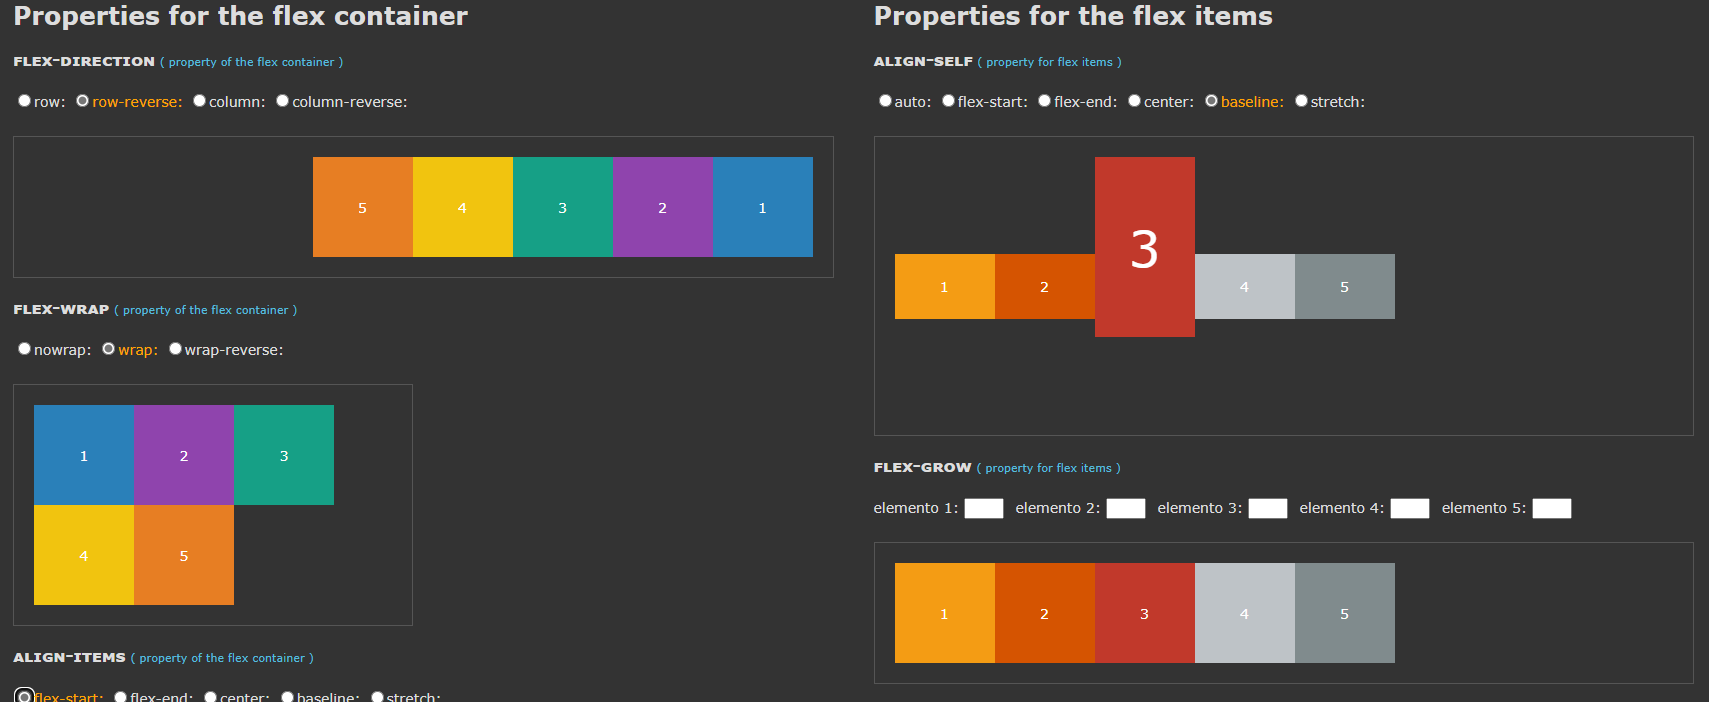 Properties for the flex container
FLEX-DIRECTION ( property of the flex container )
row: row-reverse: column: column-reverse:
5 4 3 2 1
FLEX-WRAP ( property of the flex container )
nowrap: wrap: wrap-reverse:
1 2 3
4 5
ALIGN-ITEMS ( property of the flex container )
flex-start: flex-end: center: baseline: stretch:
Properties for the flex items
ALIGN-SELF ( property for flex items )
auto: flex-start: flex-end: center: baseline: stretch:
1 2 3 4 5
FLEX-GROW ( property for flex items )
elemento 1: elemento 2: elemento 3: elemento 4: elemento 5:
1 2 3 4 5